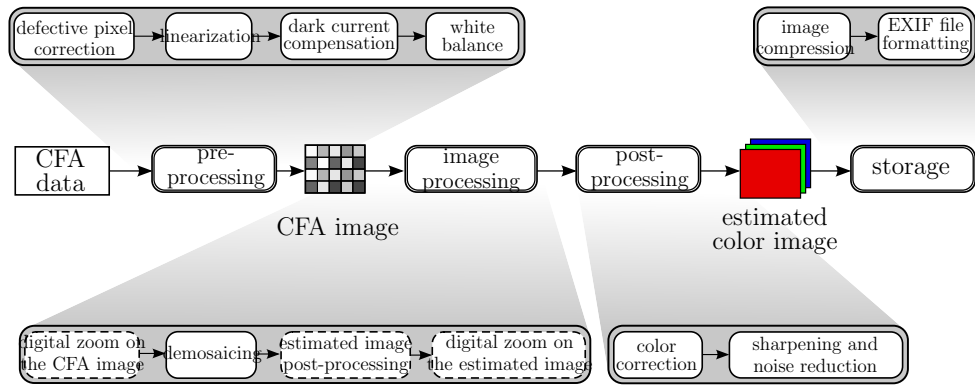 defective pixel
correction
linearization
dark current
compensation
white
balance
image
compression
EXIF file
formatting
CFA
data
pre-
processing
image
processing
post-
processing
storage
CFA image
estimated
color image
digital zoom on
the CFA image
demosaicing
estimated image
post-processing
digital zoom on
the estimated image
color
correction
sharpening and
noise reduction